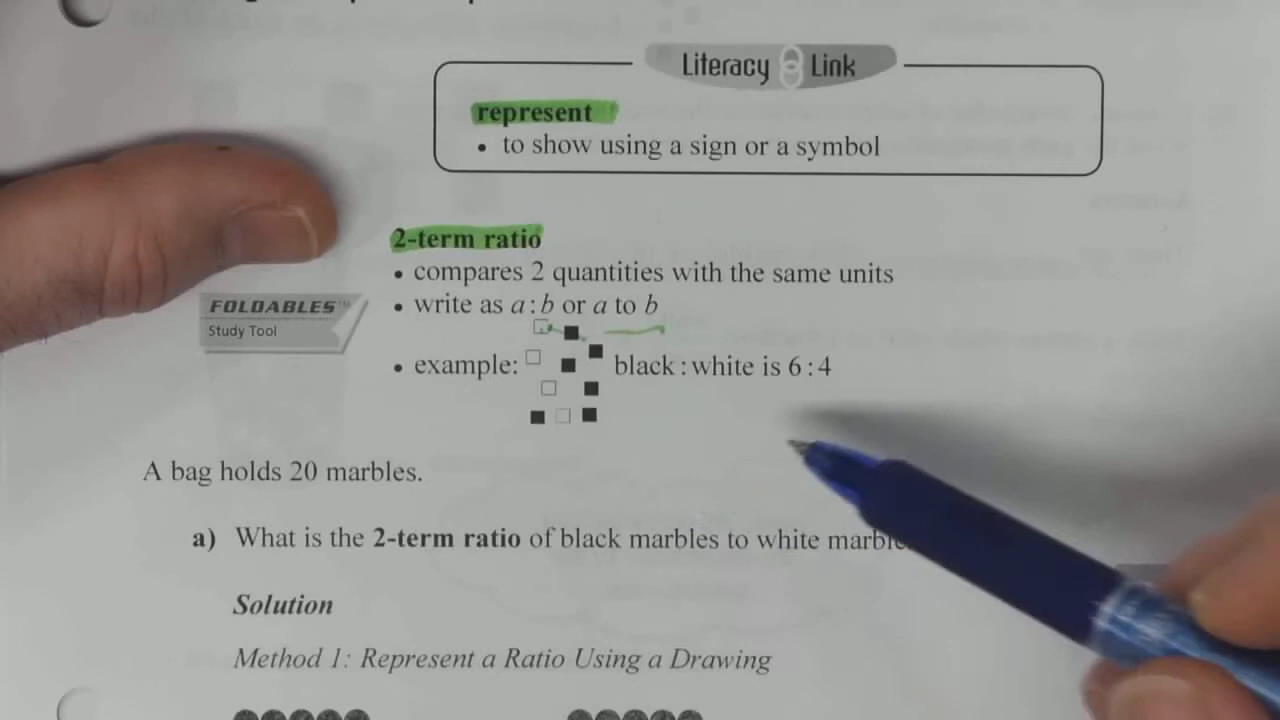 Literacy Link
represent
• to show using a sign or a symbol
2-term ratio
• compares 2 quantities with the same units
FOLDABLES™
Study Tool
• write as a:b or a to b
• example: black:white is 6:4
A bag holds 20 marbles.
a) What is the 2-term ratio of black marbles to white
Solution
Method 1: Represent a Ratio Using a Drawing